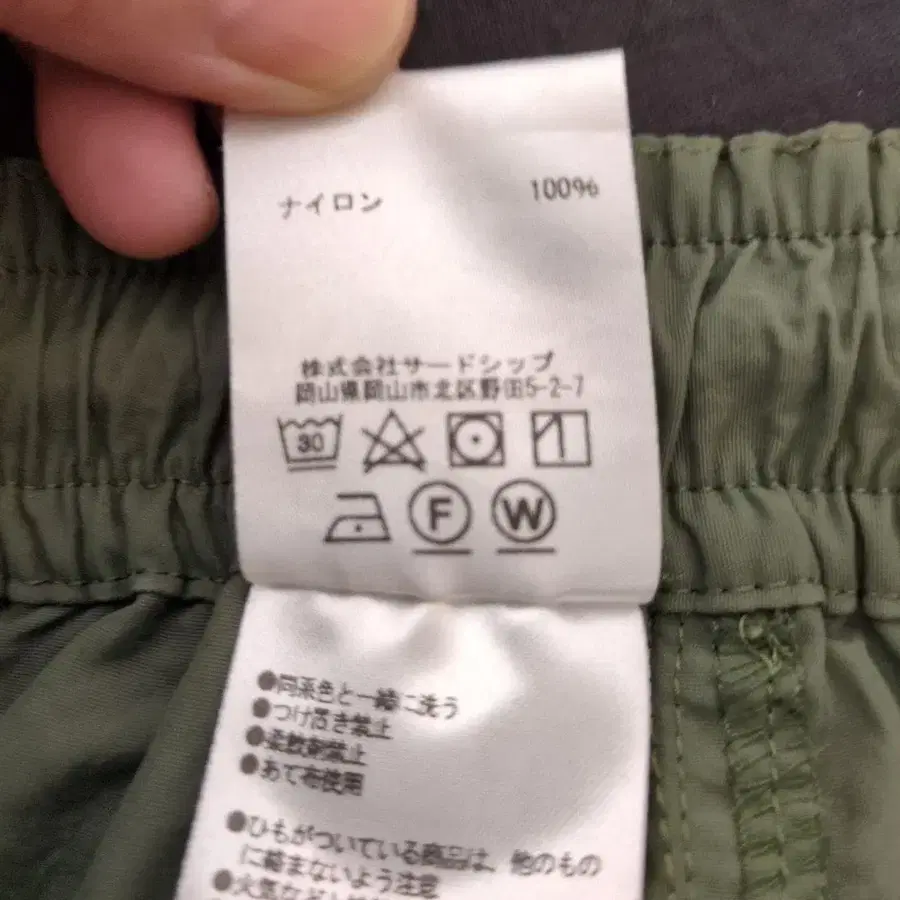 ナイロン 100%
株式会社サードシップ
岡山県岡山市北区野田5-2-7
30
F W
●同系色と一緒に洗う
●つけ置き禁止
●柔軟剤禁止
●あて布使用
●ひもがついている商品は、他のもの
に絡まないよう注意
●火気など